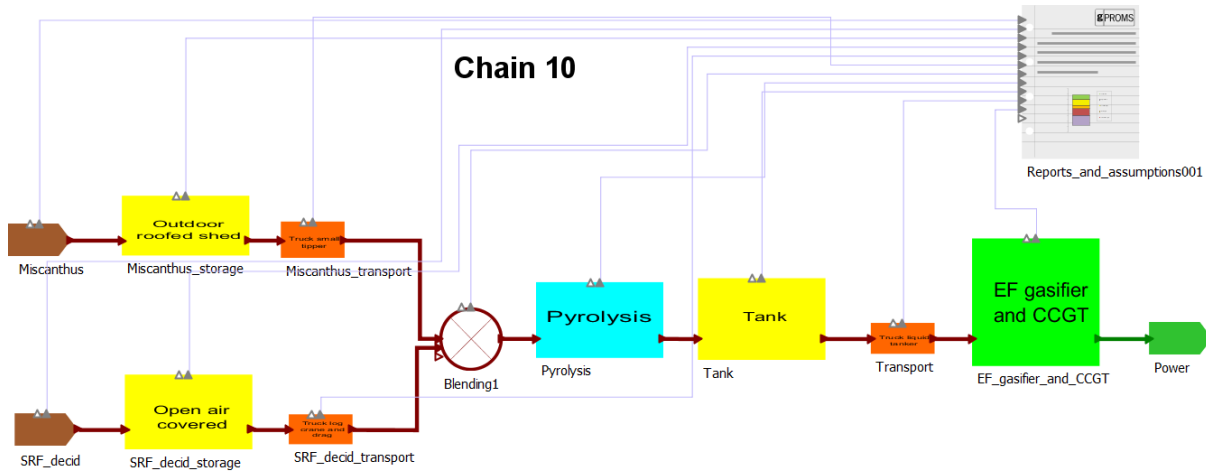 gPROMS
Chain 10
Reports_and_assumptions001
Outdoor
roofed shed
Truck small
tipper
Miscanthus
Miscanthus_storage
Miscanthus_transport
Pyrolysis
Tank
EF gasifier
and CCGT
Truck liquid
tanker
Blending1
Pyrolysis
Tank
Transport
EF_gasifier_and_CCGT
Power
Open air
covered
Truck log
crane and
drag
SRF_decid
SRF_decid_storage
SRF_decid_transport